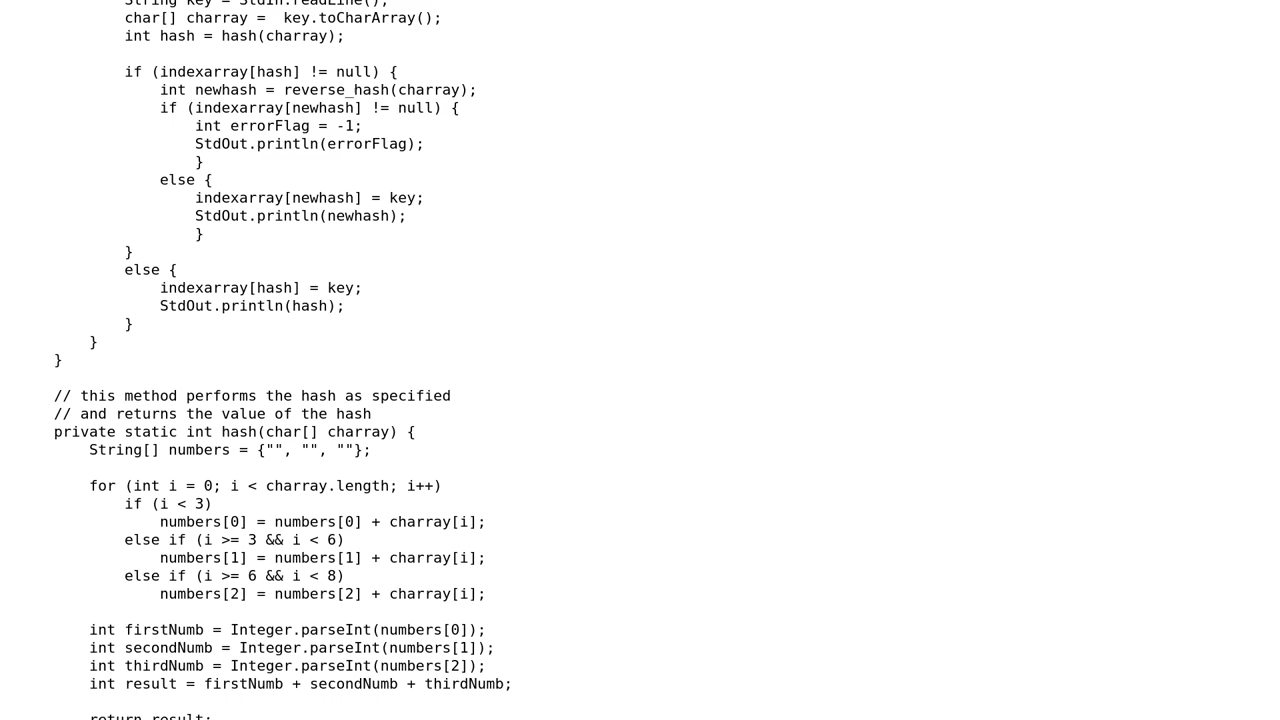 String key = StdIn.readLine();
char[] charray =  key.toCharArray();
int hash = hash(charray);
if (indexarray[hash] != null) {
int newhash = reverse_hash(charray);
if (indexarray[newhash] != null) {
int errorFlag = -1;
StdOut.println(errorFlag);
}
else {
indexarray[newhash] = key;
StdOut.println(newhash);
}
}
else {
indexarray[hash] = key;
StdOut.println(hash);
}
}
}
// this method performs the hash as specified
// and returns the value of the hash
private static int hash(char[] charray) {
String[] numbers = {"", "", ""};
for (int i = 0; i < charray.length; i++)
if (i < 3)
numbers[0] = numbers[0] + charray[i];
else if (i >= 3 && i < 6)
numbers[1] = numbers[1] + charray[i];
else if (i >= 6 && i < 8)
numbers[2] = numbers[2] + charray[i];
int firstNumb = Integer.parseInt(numbers[0]);
int secondNumb = Integer.parseInt(numbers[1]);
int thirdNumb = Integer.parseInt(numbers[2]);
int result = firstNumb + secondNumb + thirdNumb;
return result;